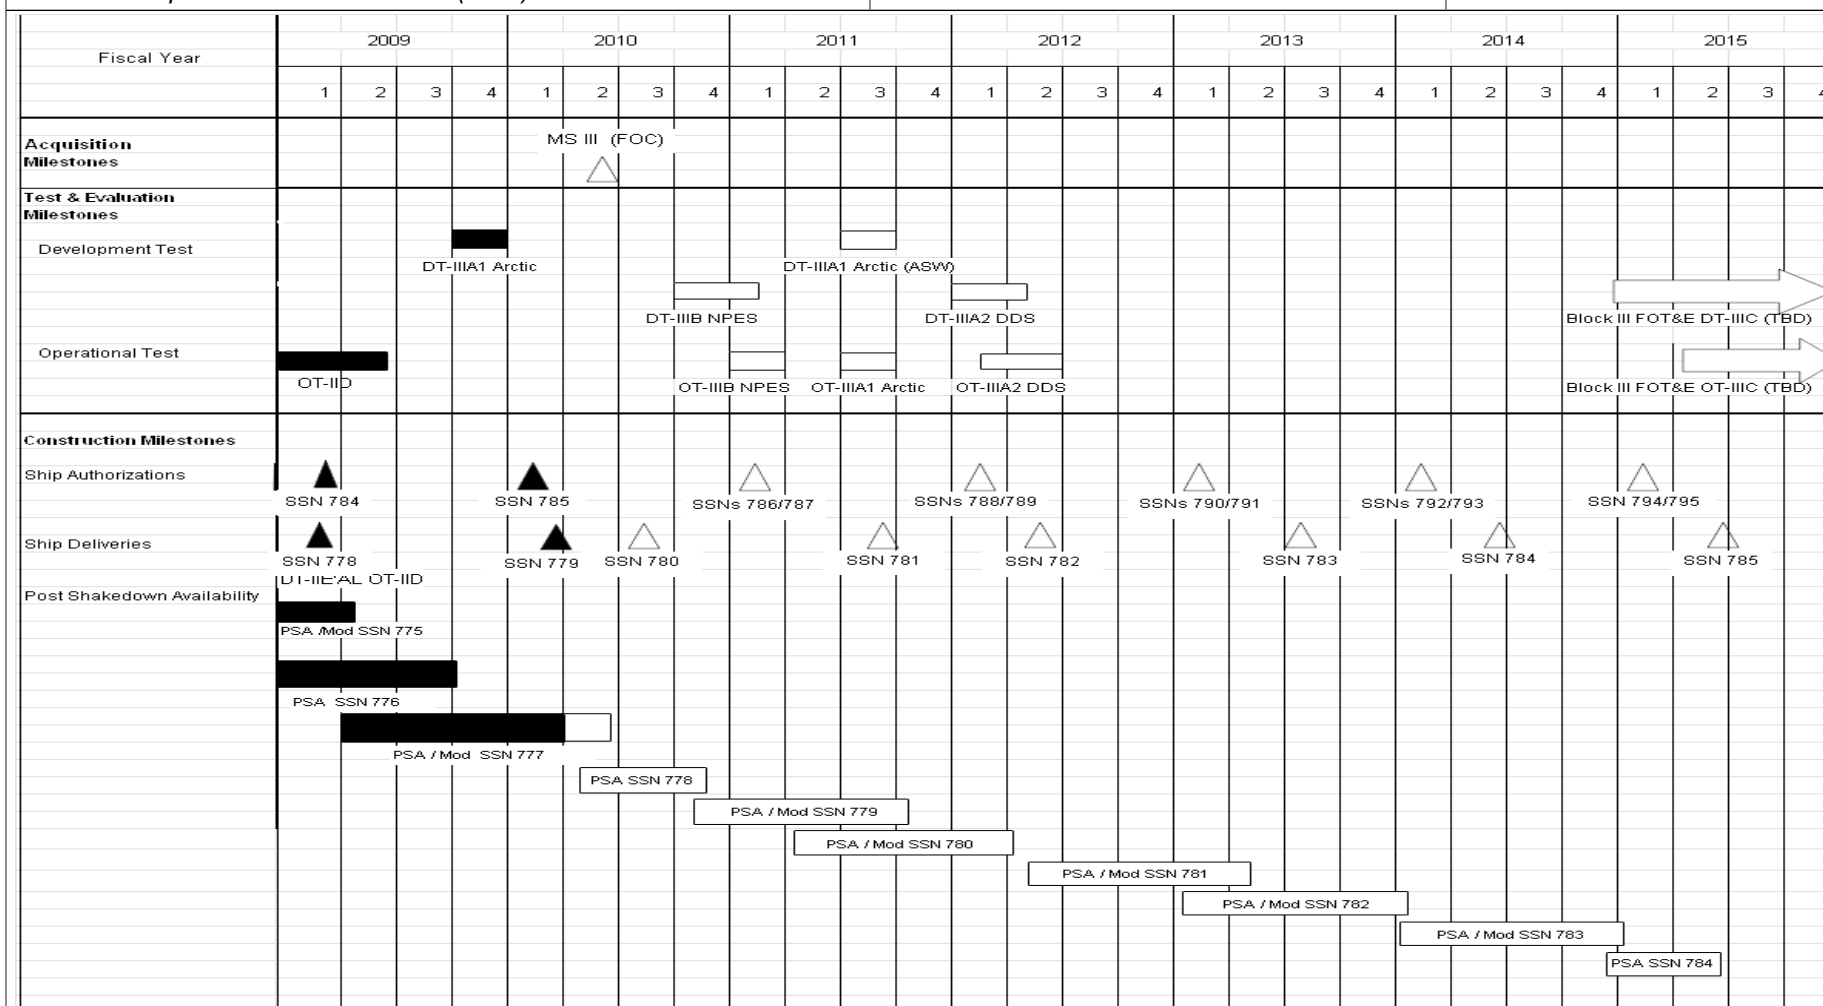 2009 2010 2011 2012 2013 2014 2015
Fiscal Year
1 2 3 4 1 2 3 4 1 2 3 4 1 2 3 4 1 2 3 4 1 2 3 4 1 2 3 4
MS III (FOC)
Acquisition
Milestones
Test & Evaluation
Milestones
Development Test
DT-IIIA1 Arctic DT-IIIA1 Arctic (ASW)
DT-IIIB NPES DT-IIIA2 DDS Block III FOT&E DT-IIIC (TBD)
Operational Test
OT-IID OT-IIIB NPES OT-IIIA1 Arctic OT-IIIA2 DDS Block III FOT&E OT-IIIC (TBD)
Construction Milestones
Ship Authorizations
SSN 784 SSN 785 SSNs 786/787 SSNs 788/789 SSNs 790/791 SSNs 792/793 SSN 794/795
Ship Deliveries
SSN 778 SSN 779 SSN 780 SSN 781 SSN 782 SSN 783 SSN 784 SSN 785
OT-IID
Post Shakedown Availability
PSA /Mod SSN 775
PSA SSN 776
PSA / Mod SSN 777
PSA SSN 778
PSA / Mod SSN 779
PSA / Mod SSN 780
PSA / Mod SSN 781
PSA / Mod SSN 782
PSA / Mod SSN 783
PSA SSN 784